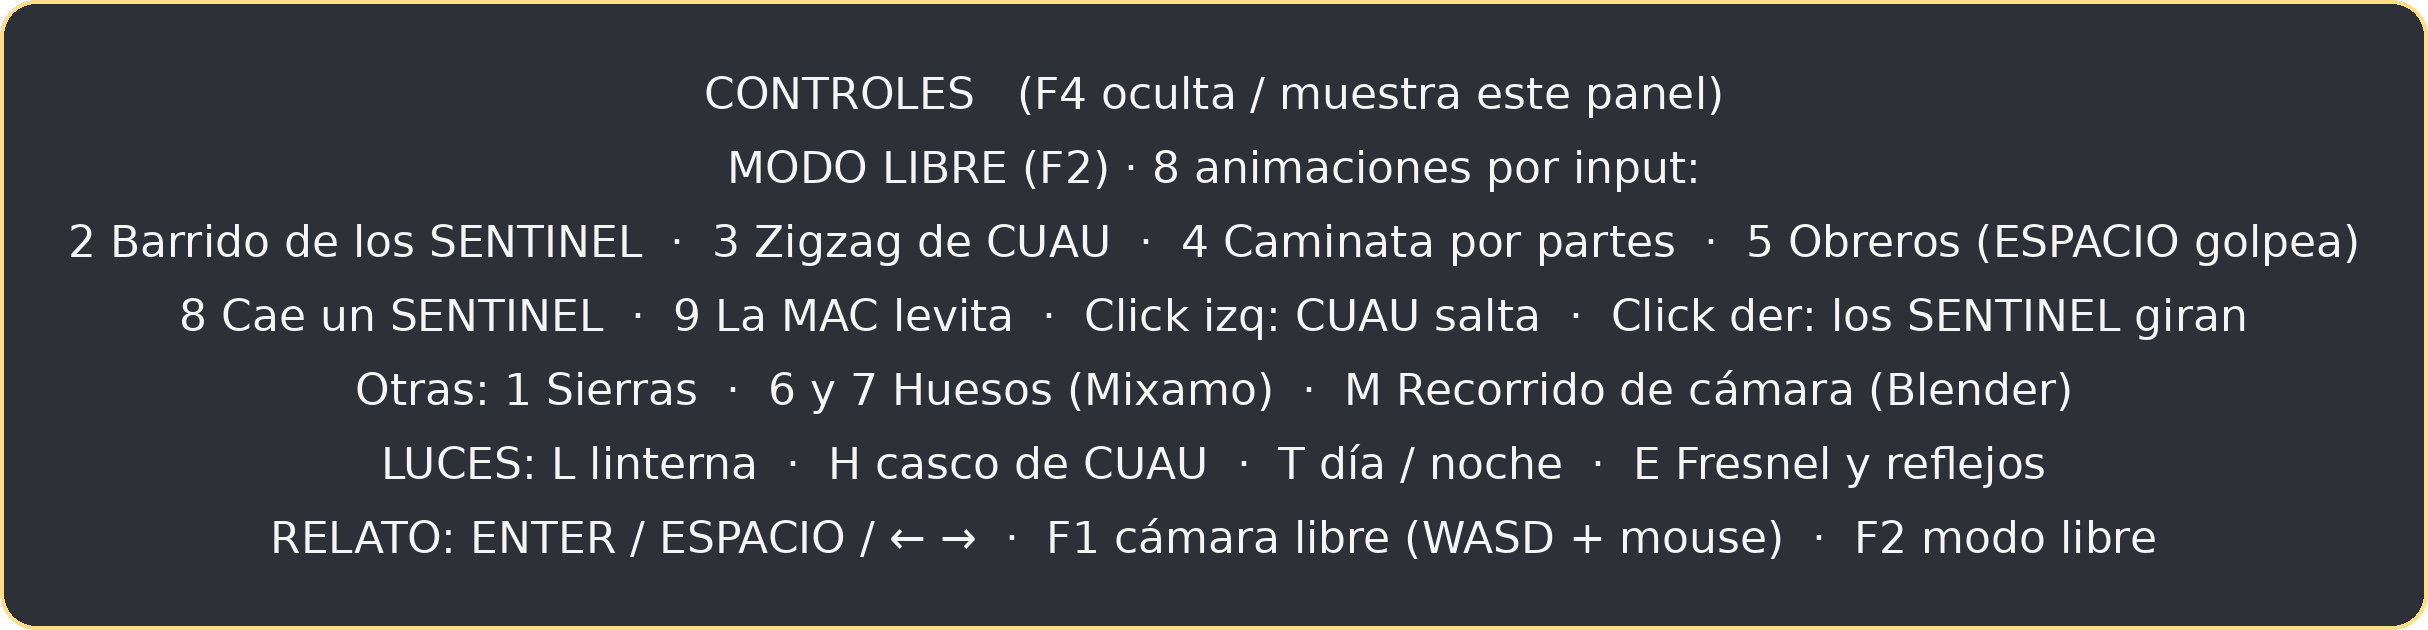 CONTROLES (F4 oculta / muestra este panel)
MODO LIBRE (F2) · 8 animaciones por input:
2 Barrido de los SENTINEL · 3 Zigzag de CUAU · 4 Caminata por partes · 5 Obreros (ESPACIO golpea)
8 Cae un SENTINEL · 9 La MAC levita · Click izq: CUAU salta · Click der: los SENTINEL giran
Otras: 1 Sierras · 6 y 7 Huesos (Mixamo) · M Recorrido de cámara (Blender)
LUCES: L linterna · H casco de CUAU · T día / noche · E Fresnel y reflejos
RELATO: ENTER / ESPACIO / ← → · F1 cámara libre (WASD + mouse) · F2 modo libre